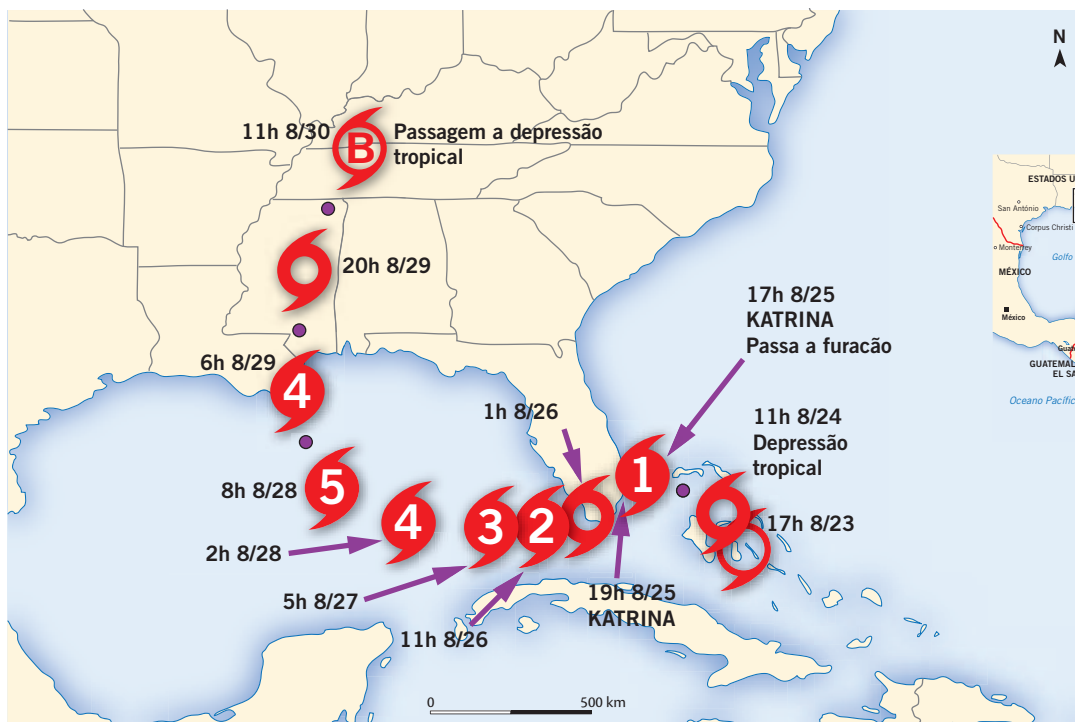 N
11h 8/30
B
Passagem a depressão
tropical
20h 8/29
6h 8/29
4
8h 8/28
5
2h 8/28
4
5h 8/27
3
11h 8/26
2
1h 8/26
19h 8/25
KATRINA
1
17h 8/25
KATRINA
Passa a furacão
11h 8/24
Depressão
tropical
17h 8/23
0 500 km
ESTADOS U
San António
Corpus Christi
Monterrey
Golfo
MÉXICO
México
Gua
GUATEMAL
EL SA
Oceano Pacífic